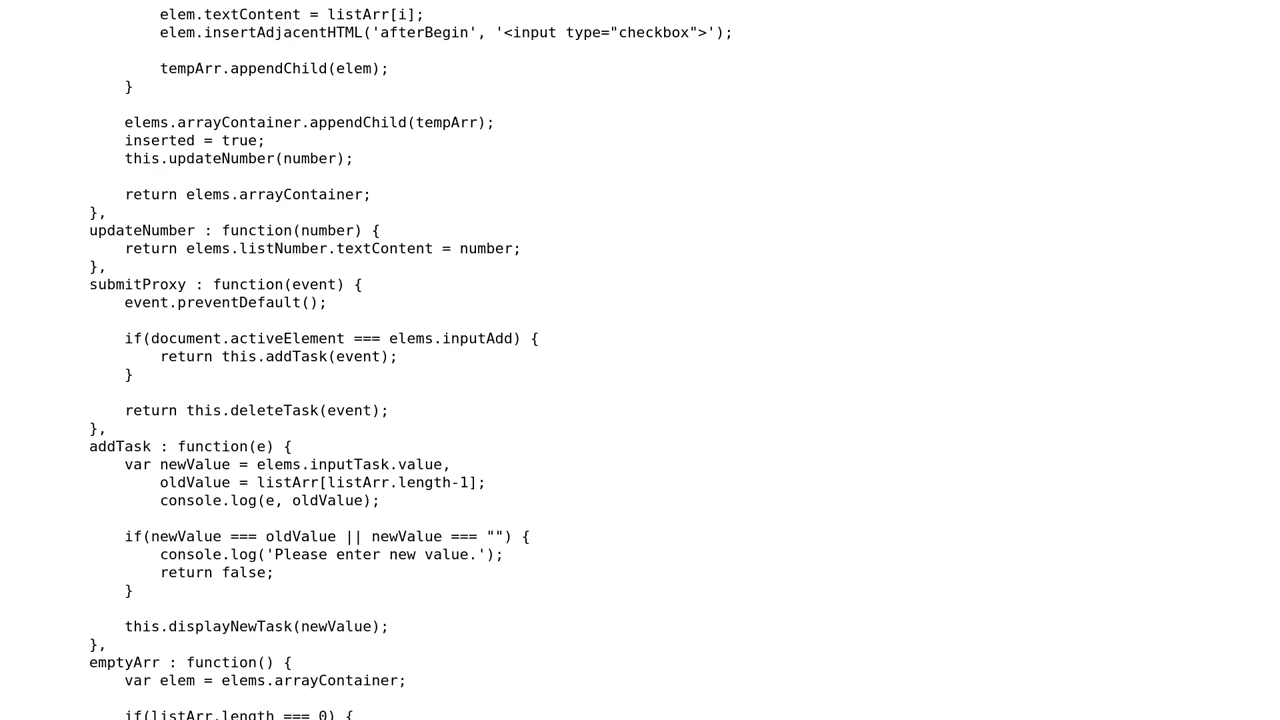 elem.textContent = listArr[i];
elem.insertAdjacentHTML('afterBegin', '<input type="checkbox">');
tempArr.appendChild(elem);
}
elems.arrayContainer.appendChild(tempArr);
inserted = true;
this.updateNumber(number);
return elems.arrayContainer;
},
updateNumber : function(number) {
return elems.listNumber.textContent = number;
},
submitProxy : function(event) {
event.preventDefault();
if(document.activeElement === elems.inputAdd) {
return this.addTask(event);
}
return this.deleteTask(event);
},
addTask : function(e) {
var newValue = elems.inputTask.value,
oldValue = listArr[listArr.length-1];
console.log(e, oldValue);
if(newValue === oldValue || newValue === "") {
console.log('Please enter new value.');
return false;
}
this.displayNewTask(newValue);
},
emptyArr : function() {
var elem = elems.arrayContainer;
if(listArr.length === 0) {